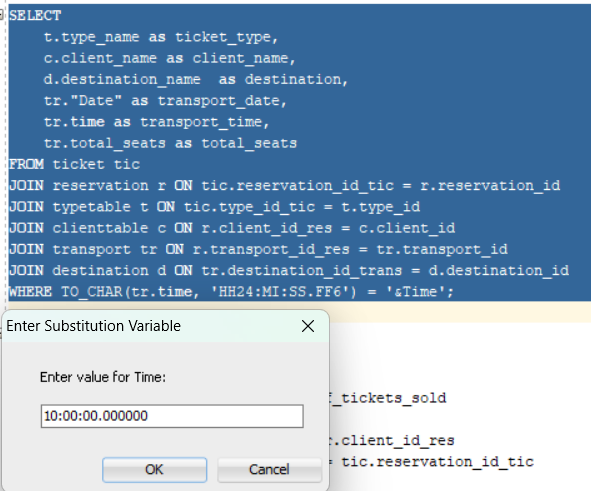 SELECT
t.type_name as ticket_type,
c.client_name as client_name,
d.destination_name  as destination,
tr."Date" as transport_date,
tr.time as transport_time,
tr.total_seats as total_seats
FROM ticket tic
JOIN reservation r ON tic.reservation_id_tic = r.reservation_id
JOIN typetable t ON tic.type_id_tic = t.type_id
JOIN clienttable c ON r.client_id_res = c.client_id
JOIN transport tr ON r.transport_id_res = tr.transport_id
JOIN destination d ON tr.destination_id_trans = d.destination_id
WHERE TO_CHAR(tr.time, 'HH24:MI:SS.FF6') = '&Time';
Enter Substitution Variable
Enter value for Time:
10:00:00.000000
OK Cancel
_tickets_sold
.client_id_res
= tic.reservation_id_tic